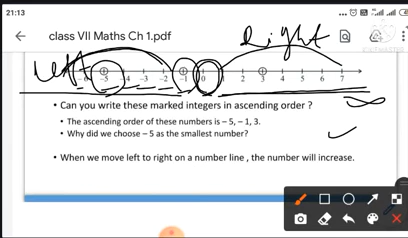 21:13
class VII Maths Ch 1.pdf
Right
Left
-5 -4 -3 -2 -1 0 1 2 3 4 5 6 7
• Can you write these marked integers in ascending order ?
• The ascending order of these numbers is – 5, – 1, 3.
• Why did we choose – 5 as the smallest number?
• When we move left to right on a number line , the number will increase.